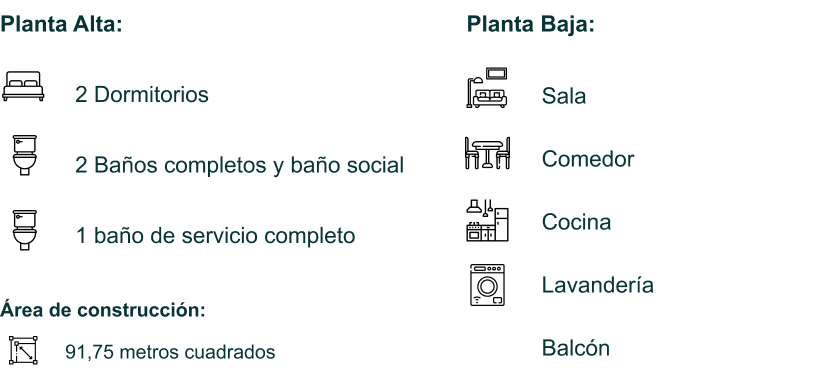 Planta Alta:
2 Dormitorios
2 Baños completos y baño social
1 baño de servicio completo
Área de construcción:
91,75 metros cuadrados
Planta Baja:
Sala
Comedor
Cocina
Lavandería
Balcón